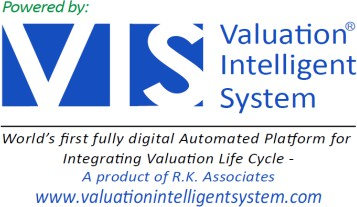 Powered by:
VIS
Valuation®
Intelligent
System
World's first fully digital Automated Platform for
Integrating Valuation Life Cycle -
A product of R.K. Associates
www.valuationintelligentsystem.com